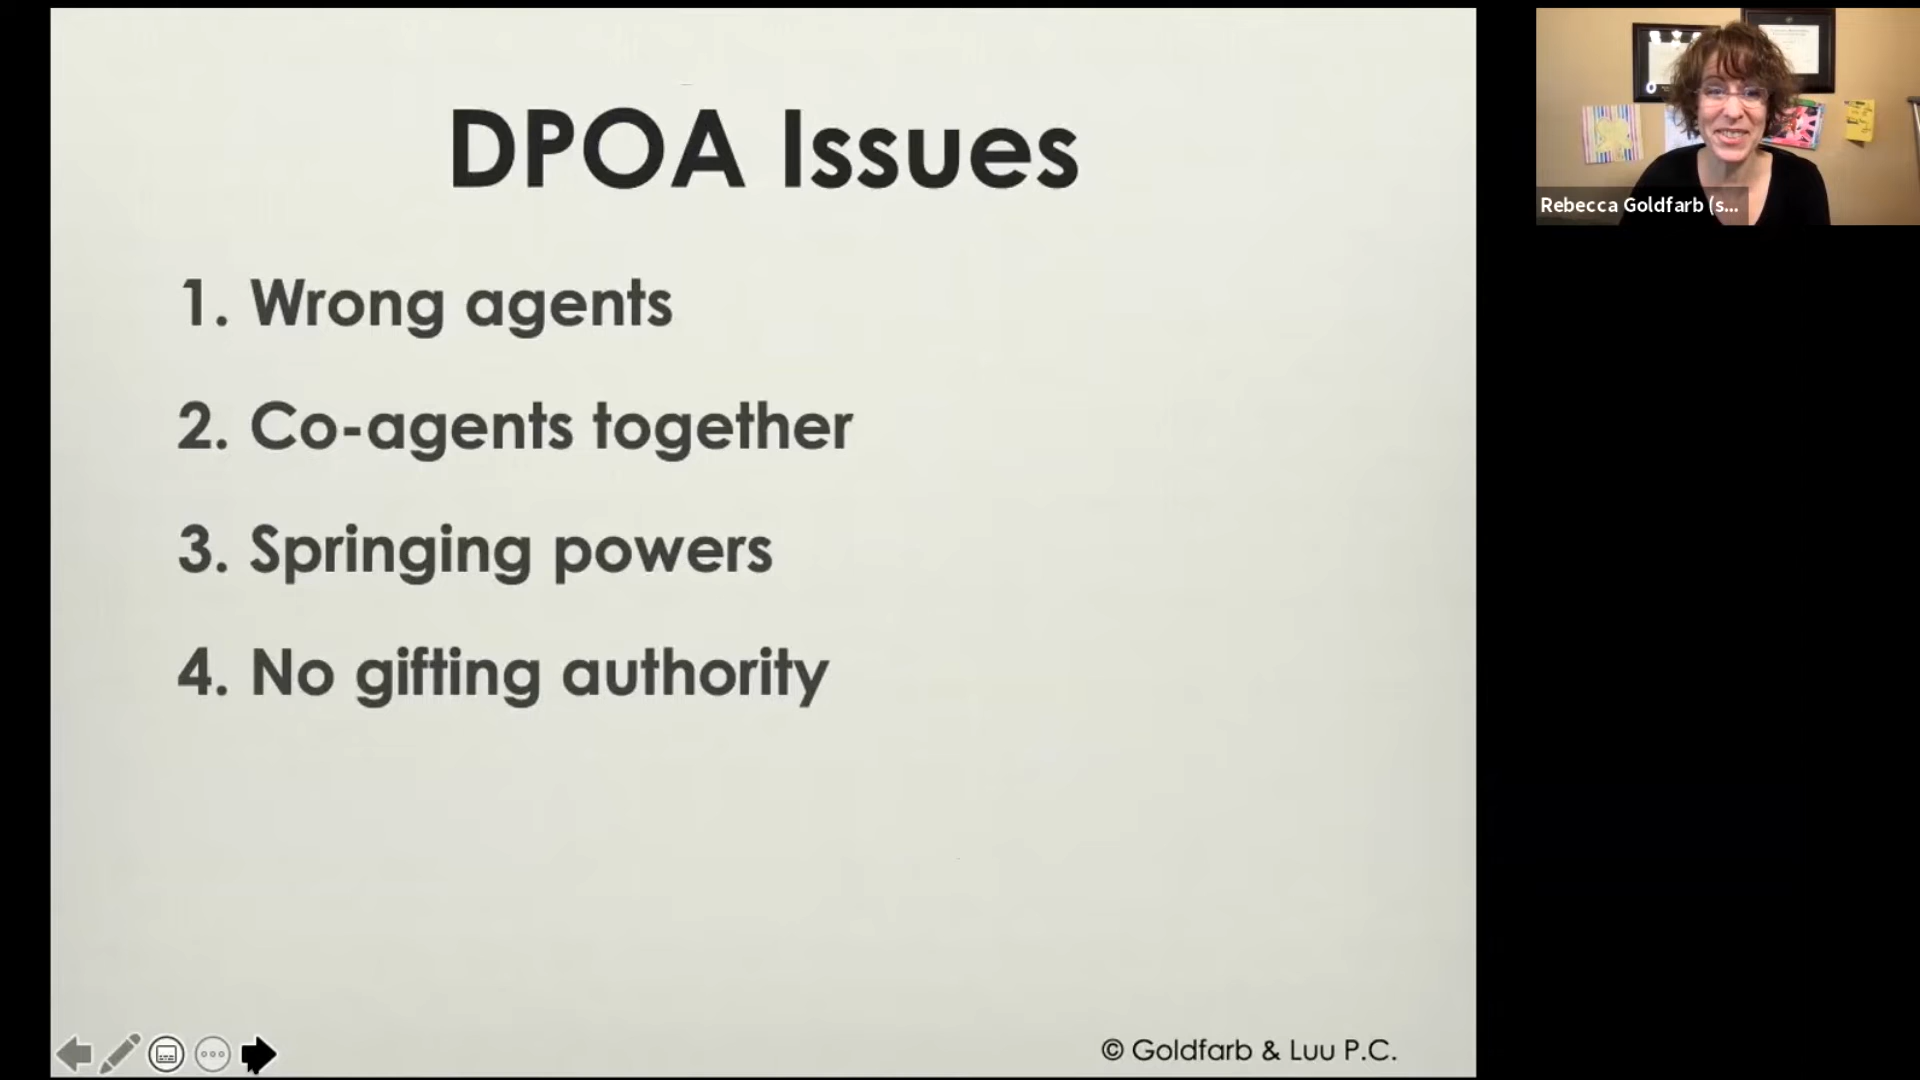 DPOA Issues
1. Wrong agents
2. Co-agents together
3. Springing powers
4. No gifting authority
© Goldfarb & Luu P.C.
Rebecca Goldfarb (s...